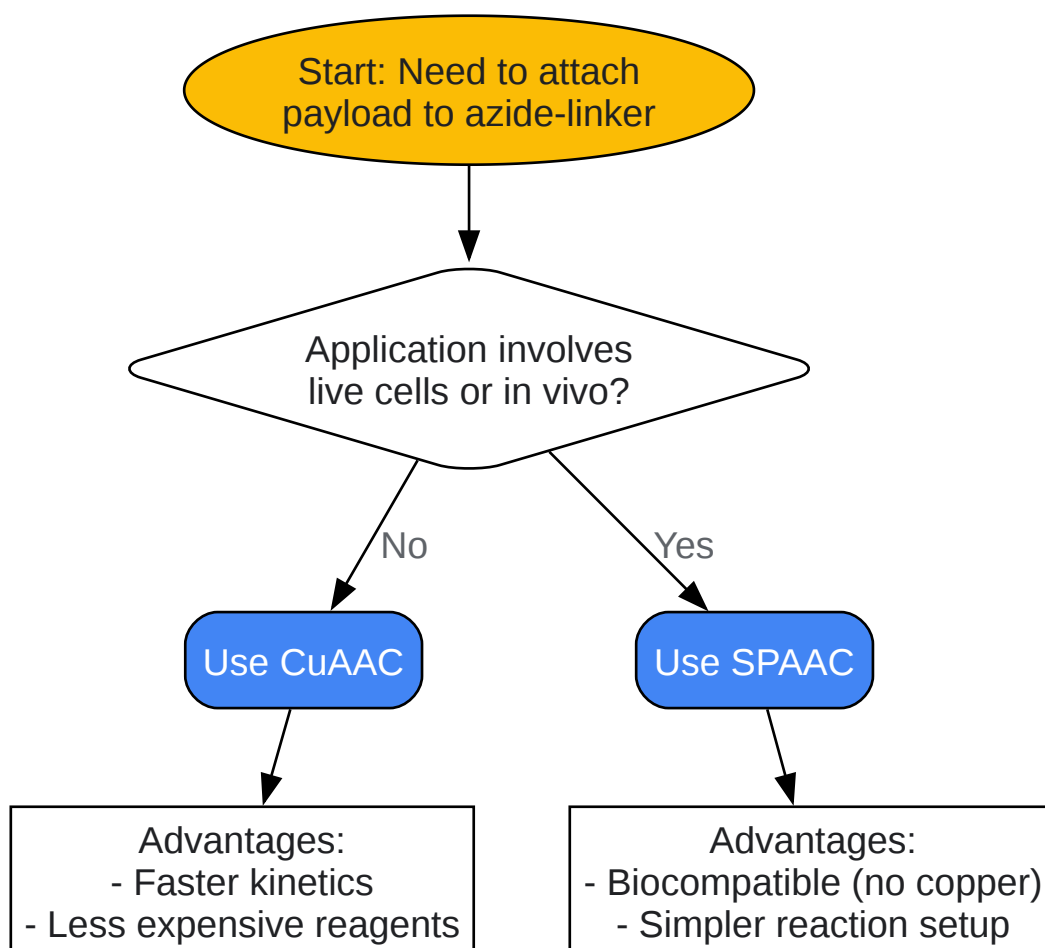 Start: Need to attach
payload to azide-linker
Application involves
live cells or in vivo?
No
Yes
Use CuAAC
Use SPAAC
Advantages:
- Faster kinetics
- Less expensive reagents
Advantages:
- Biocompatible (no copper)
- Simpler reaction setup